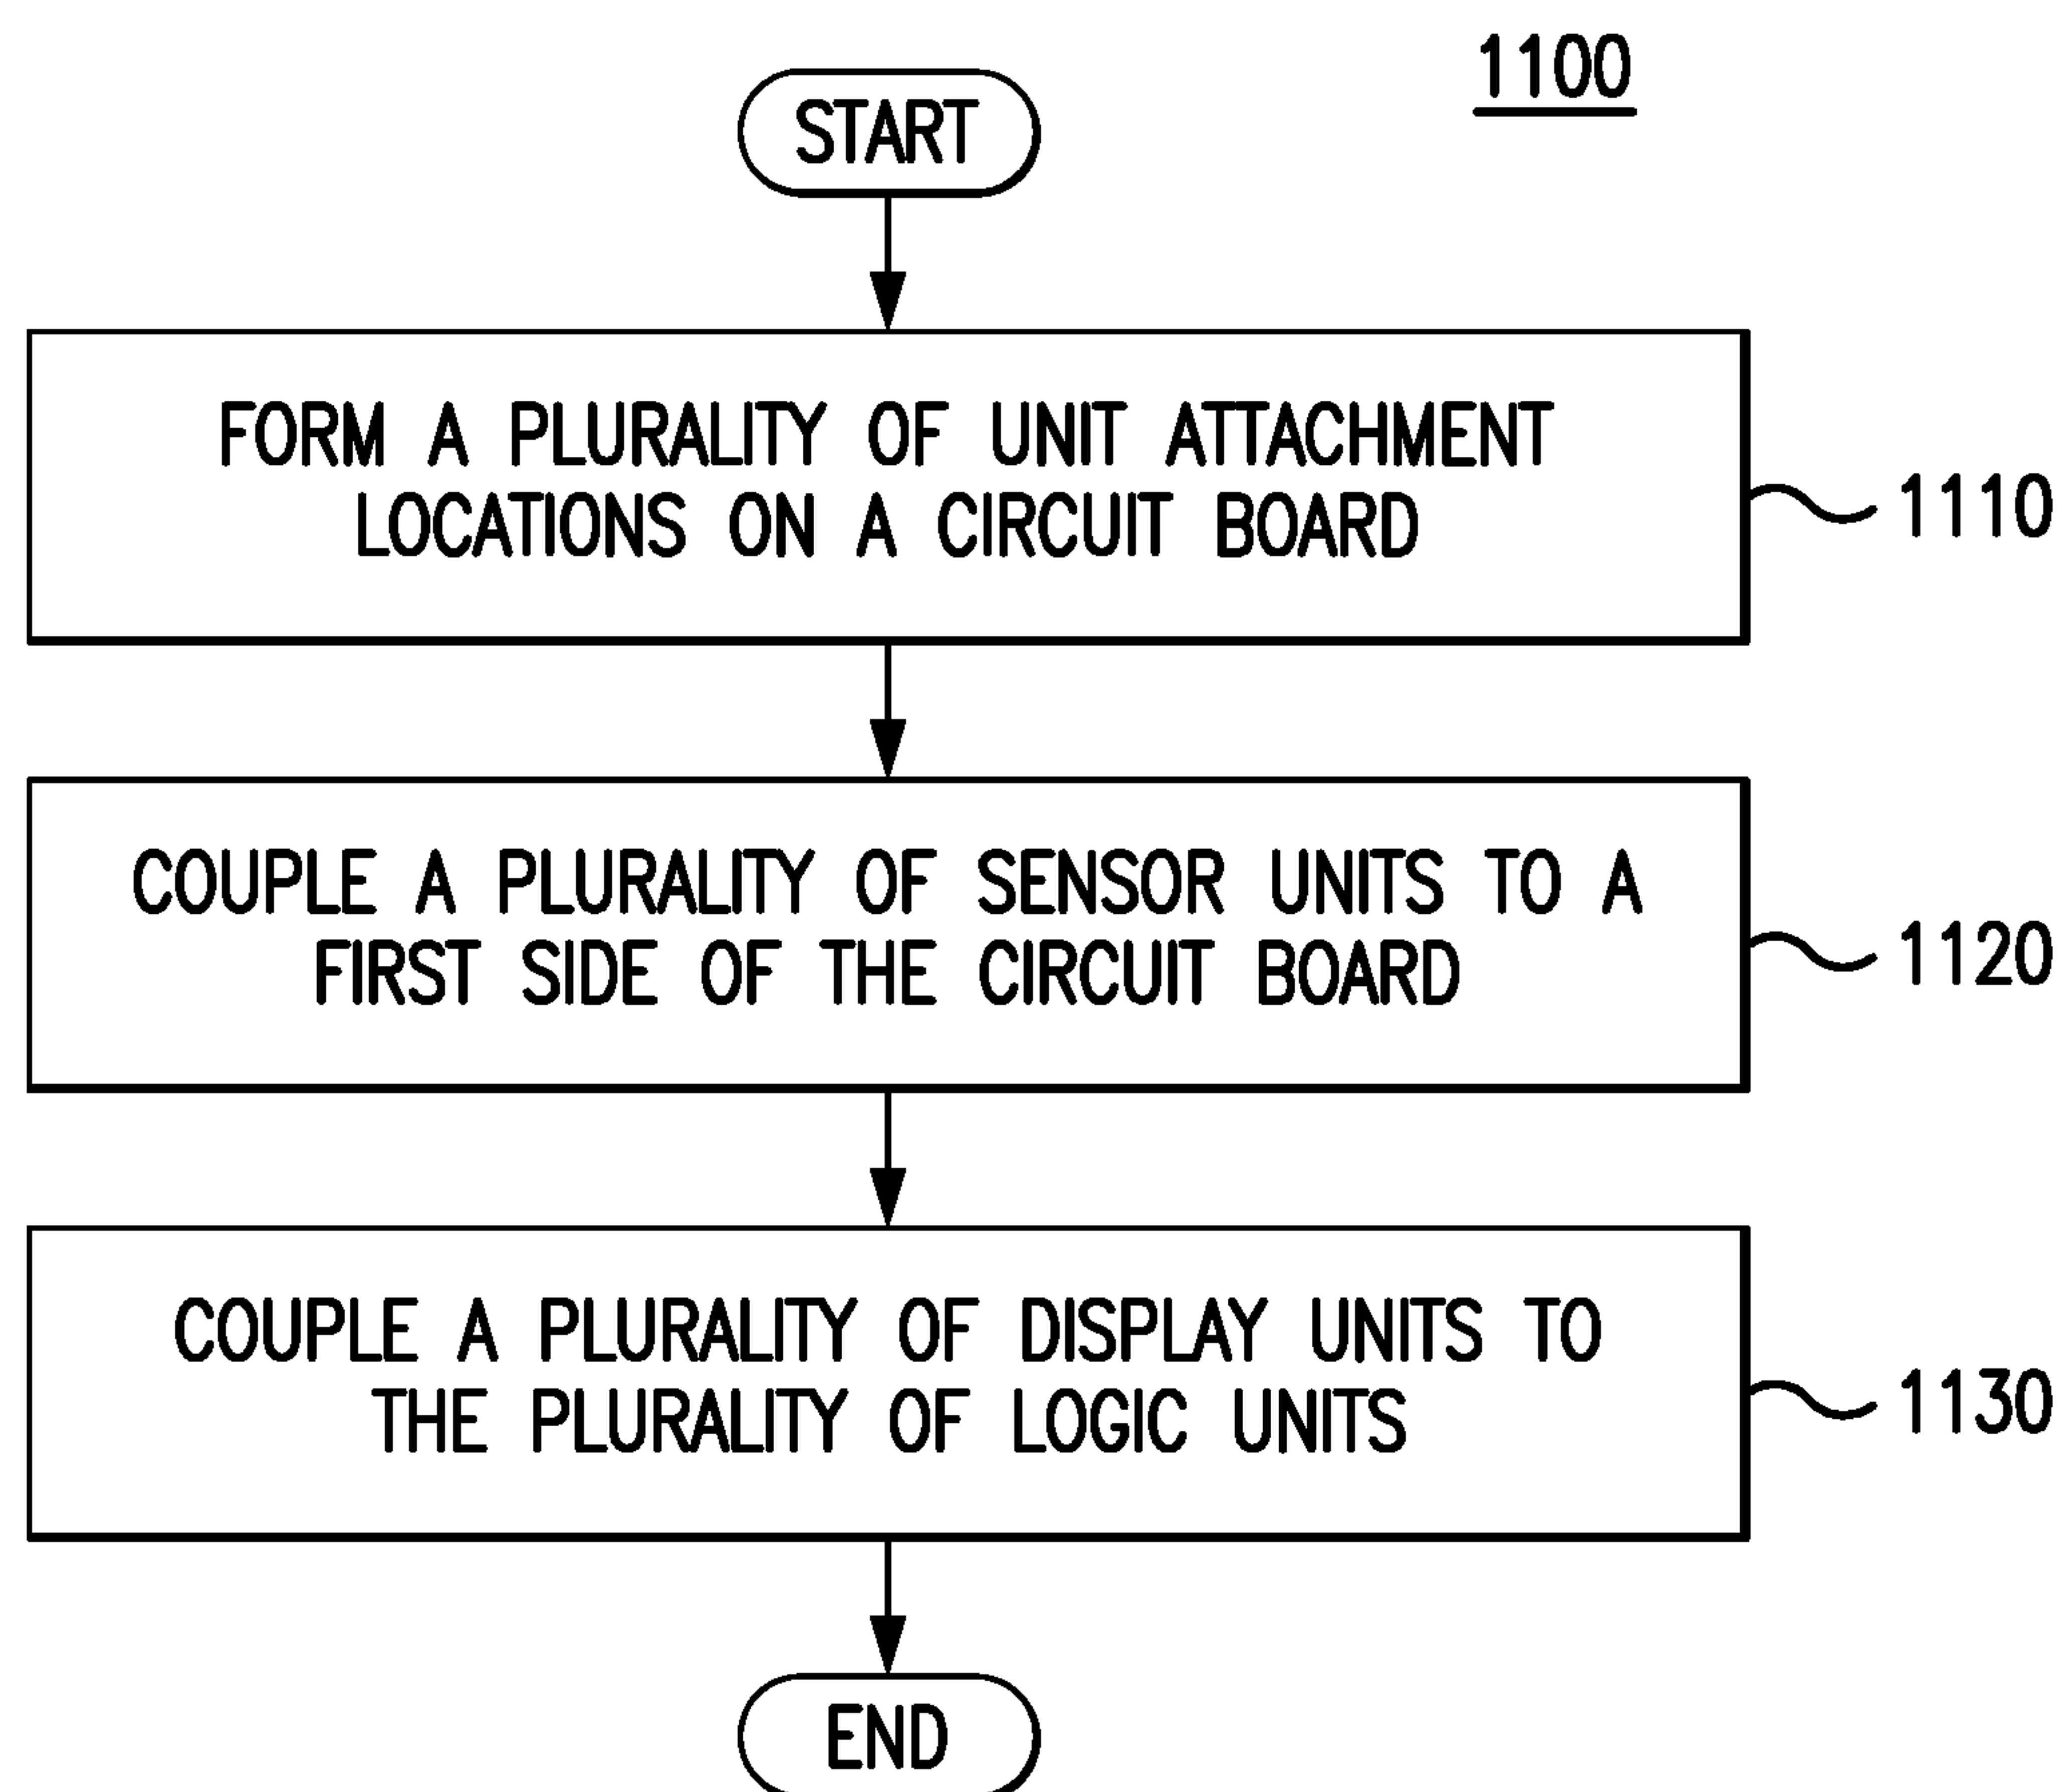 1100
START
FORM A PLURALITY OF UNIT ATTACHMENT
LOCATIONS ON A CIRCUIT BOARD
1110
COUPLE A PLURALITY OF SENSOR UNITS TO A
FIRST SIDE OF THE CIRCUIT BOARD
1120
COUPLE A PLURALITY OF DISPLAY UNITS TO
THE PLURALITY OF LOGIC UNITS
1130
END